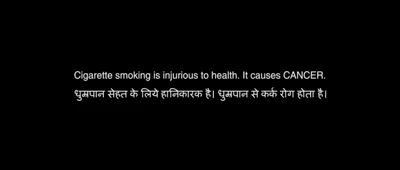 Cigarette smoking is injurious to health. It causes CANCER.
धुम्रपान सेहत के लिये हानिकारक है। धुम्रपान से कर्क रोग होता है।